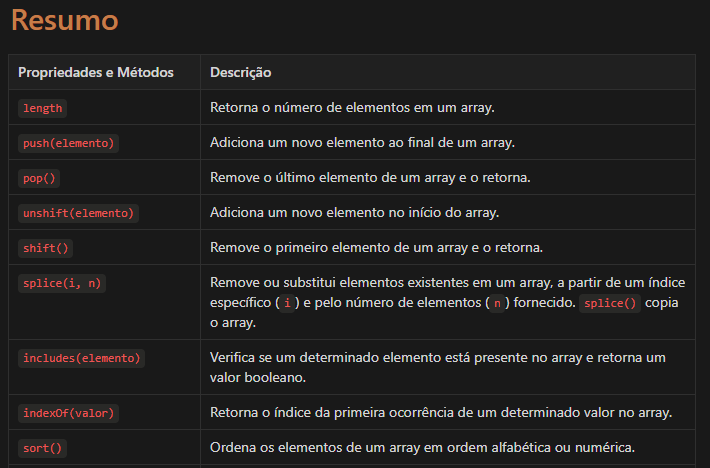 Resumo
Propriedades e Métodos Descrição
length Retorna o número de elementos em um array.
push(elemento) Adiciona um novo elemento ao final de um array.
pop() Remove o último elemento de um array e o retorna.
unshift(elemento) Adiciona um novo elemento no início do array.
shift() Remove o primeiro elemento de um array e o retorna.
splice(i, n) Remove ou substitui elementos existentes em um array, a partir de um índice
específico ( i ) e pelo número de elementos ( n ) fornecido. splice() copia
o array.
includes(elemento) Verifica se um determinado elemento está presente no array e retorna um
valor booleano.
indexOf(valor) Retorna o índice da primeira ocorrência de um determinado valor no array.
sort() Ordena os elementos de um array em ordem alfabética ou numérica.